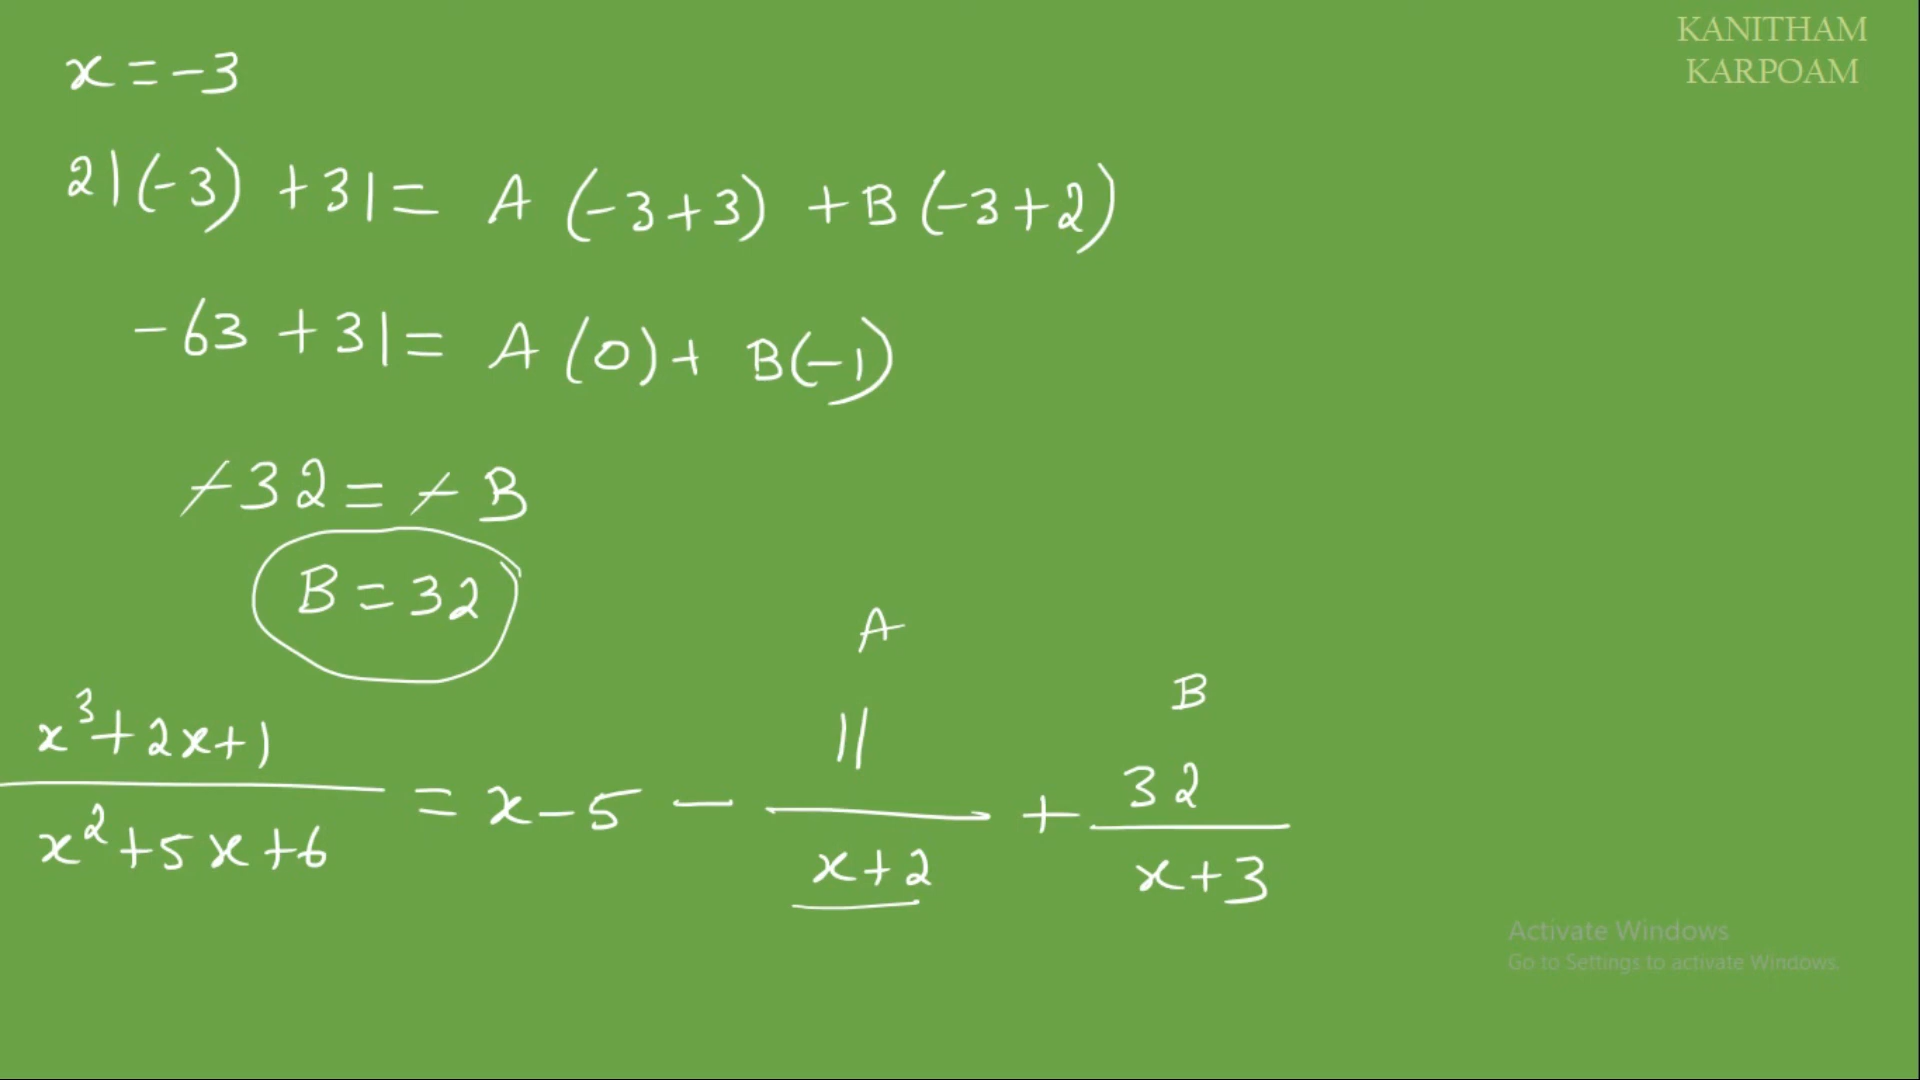 KANITHAM
KARPOAM
x = -3
21(-3) +31 = A (-3+3) +B (-3+2)
-63 +31 = A (0) + B(-1)
-32 = - B
B = 32
A
B
x³+2x+1
x²+5x+6
= x-5 - 11/x+2 + 32/x+3
Activate Windows
Go to Settings to activate Windows.